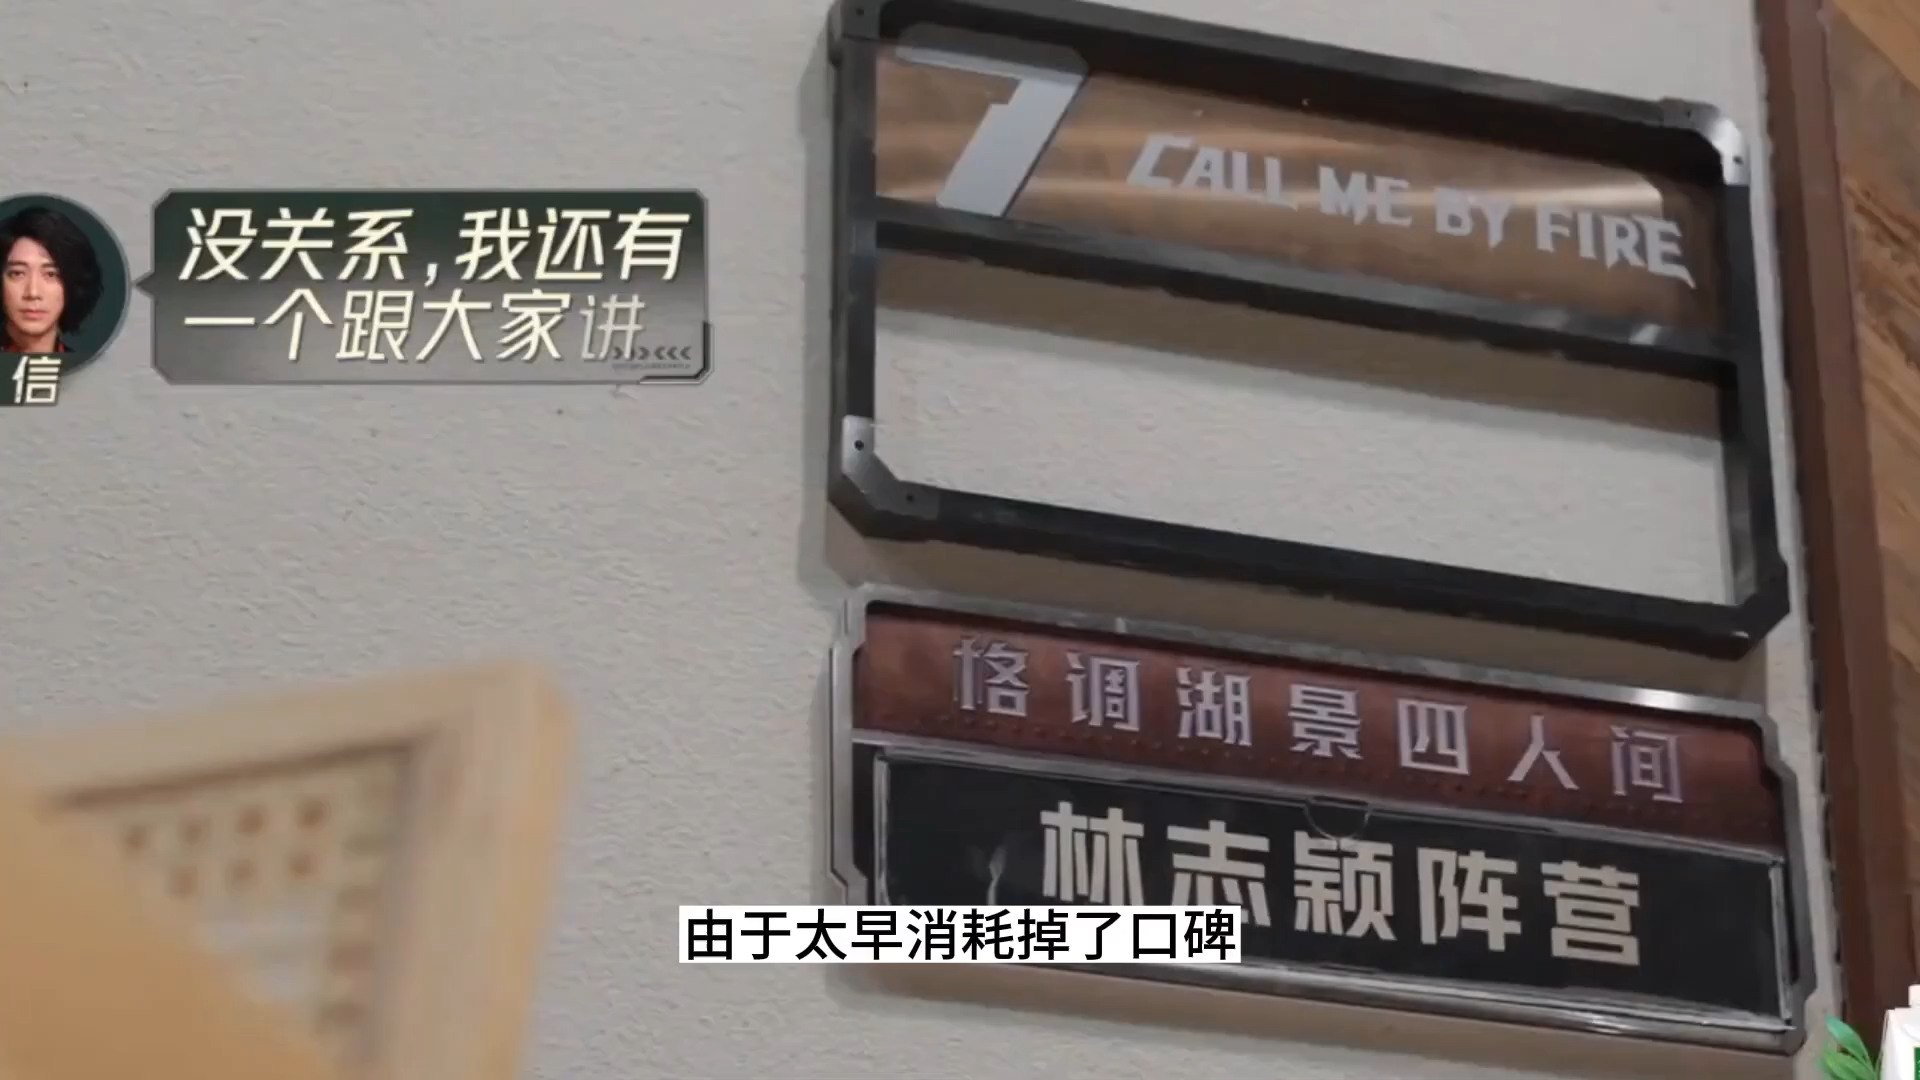 没关系,我还有
一个跟大家讲
信
7 CALL ME BY FIRE
格调湖景四人间
林志颖阵营
由于太早消耗掉了口碑